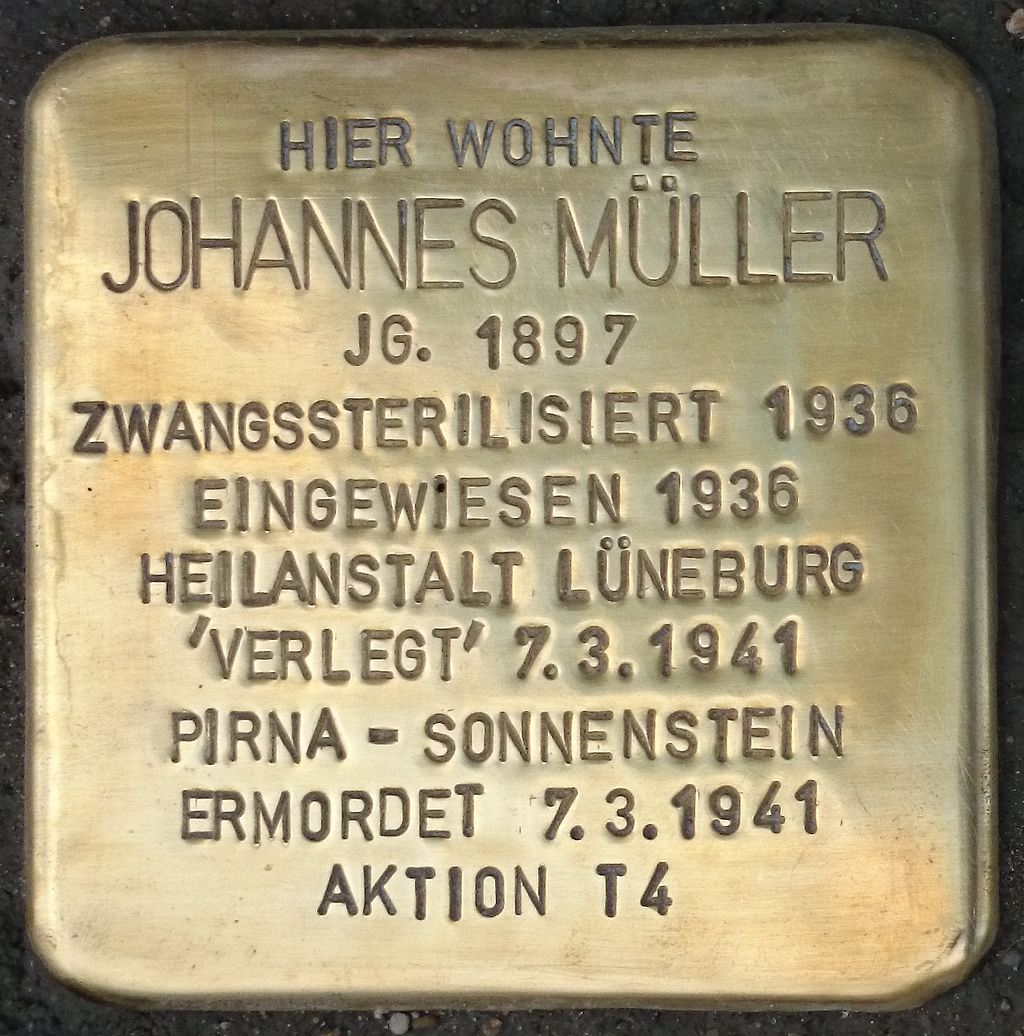 HIER WOHNTE
JOHANNES MÜLLER
JG. 1897
ZWANGSSTERILISIERT 1936
EINGEWIESEN 1936
HEILANSTALT LÜNEBURG
'VERLEGT' 7.3.1941
PIRNA - SONNENSTEIN
ERMORDET 7.3.1941
AKTION T4